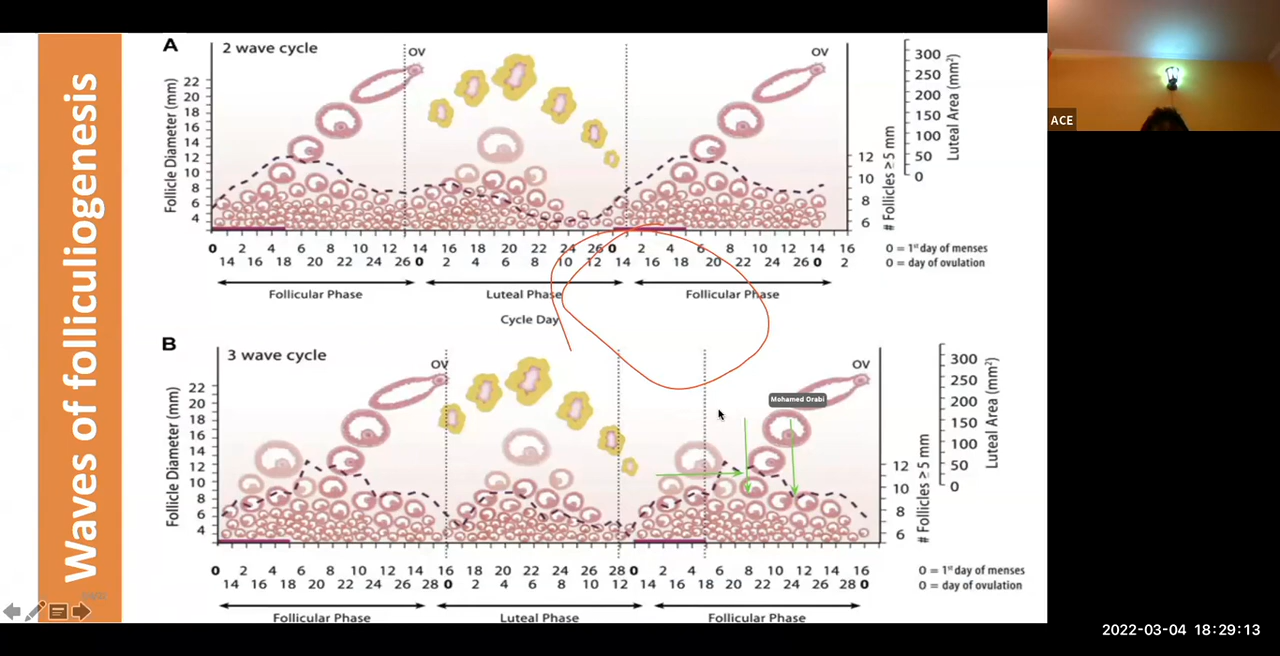 Waves of folliculiogenesis
A
2 wave cycle
OV
OV
Follicle Diameter (mm)
22
20
18
16
14
12
10
8
6
4
12
10
8
6
# Follicles ≥ 5 mm
300
250
200
150
100
50
0
Luteal Area (mm²)
0 2 4 6 8 10 12 14 16 18 20 22 24 26 0 2 4 6 8 10 12 14 16
14 16 18 20 22 24 26 0 2 4 6 8 10 12 14 16 18 20 22 24 26 0 2
0 = 1st day of menses
0 = day of ovulation
Follicular Phase
Luteal Phase
Follicular Phase
Cycle Day
B
3 wave cycle
OV
OV
Follicle Diameter (mm)
22
20
18
16
14
12
10
8
6
4
12
10
8
6
# Follicles ≥ 5 mm
300
250
200
150
100
50
0
Luteal Area (mm²)
0 2 4 6 8 10 12 14 16 18 20 22 24 26 28 0 2 4 6 8 10 12 14 16
14 16 18 20 22 24 26 28 0 2 4 6 8 10 12 14 16 18 20 22 24 26 28 0
0 = 1st day of menses
0 = day of ovulation
Follicular Phase
Luteal Phase
Follicular Phase
Mohamed Orabi
ACE
2022-03-04 18:29:13